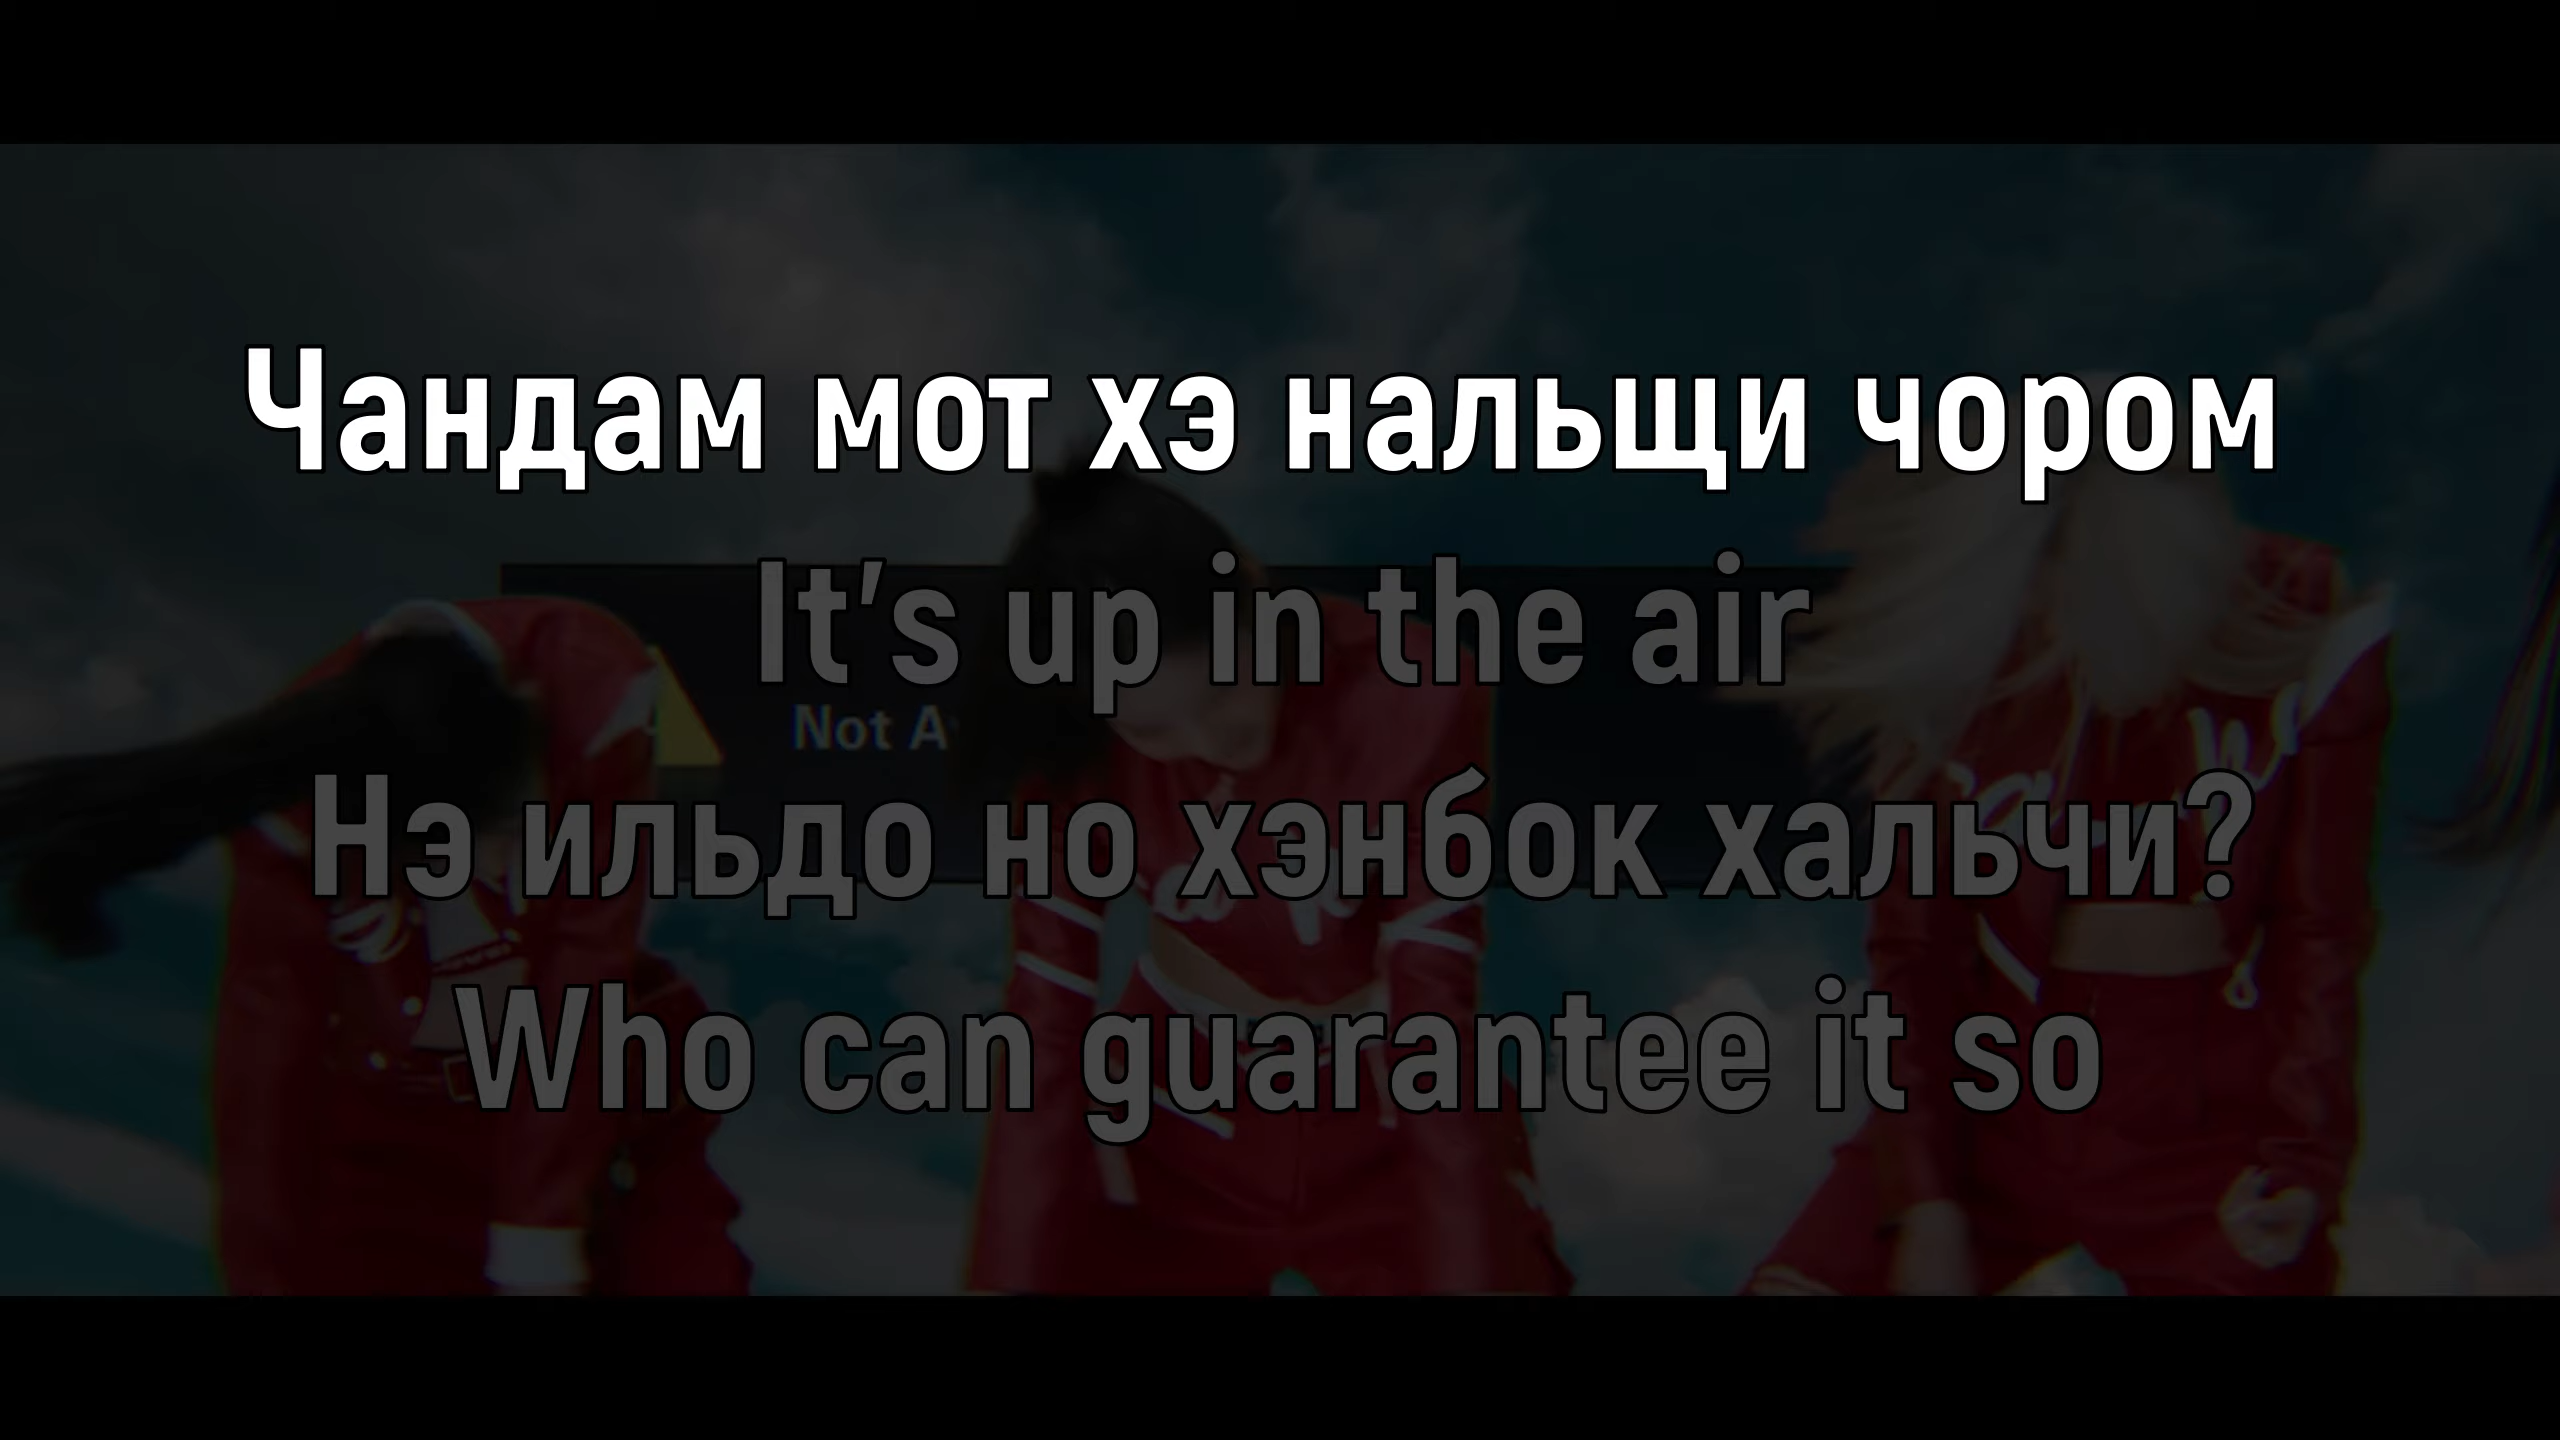 Чандам мот хэ нальщи чором
It's up in the air
Not A
Нэ ильдо но хэнбок хальчи?
Who can guarantee it so